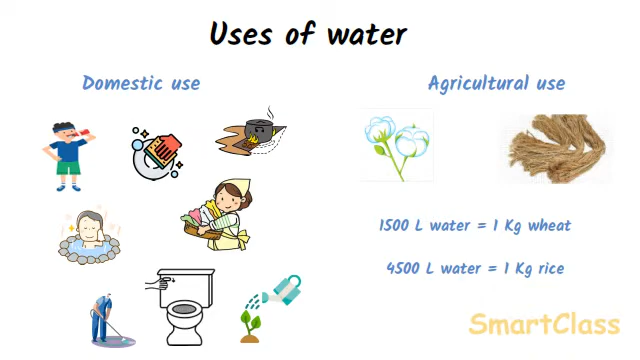 Uses of water
Domestic use
Agricultural use
1500 L water = 1 Kg wheat
4500 L water = 1 Kg rice
SmartClass